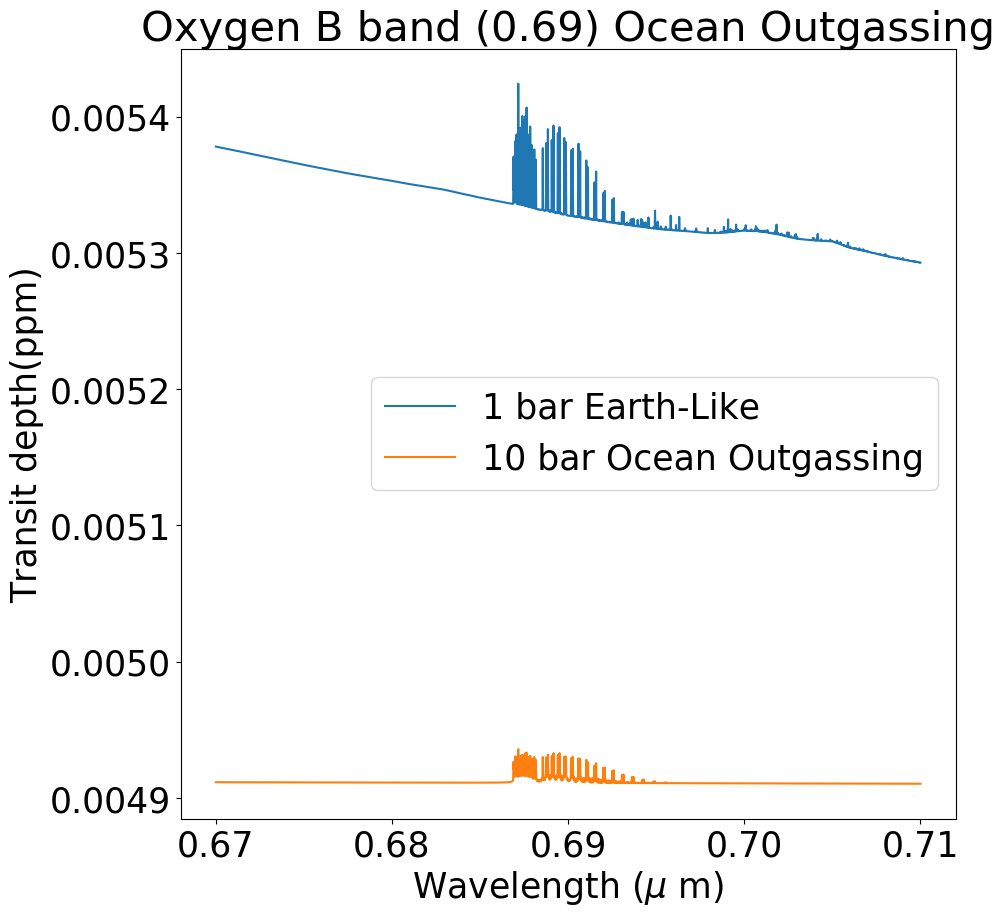 Oxygen B band (0.69) Ocean Outgassing
Transit depth(ppm)
0.0054
0.0053
0.0052
0.0051
0.0050
0.0049
1 bar Earth-Like
10 bar Ocean Outgassing
0.67 0.68 0.69 0.70 0.71
Wavelength (μ m)